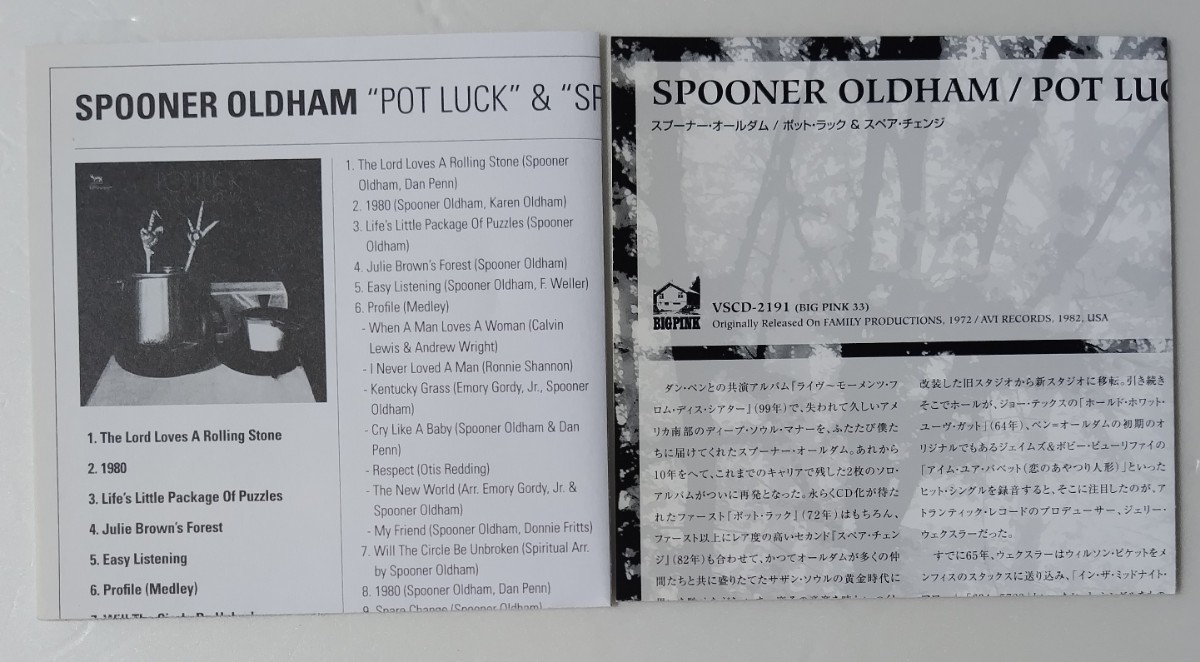 SPOONER OLDHAM "POT LUCK" & "SP
1. The Lord Loves A Rolling Stone
2. 1980
3. Life's Little Package Of Puzzles
4. Julie Brown's Forest
5. Easy Listening
6. Profile (Medley)
1. The Lord Loves A Rolling Stone (Spooner
Oldham, Dan Penn)
2. 1980 (Spooner Oldham, Karen Oldham)
3. Life's Little Package Of Puzzles (Spooner
Oldham)
4. Julie Brown's Forest (Spooner Oldham)
5. Easy Listening (Spooner Oldham, F. Weller)
6. Profile (Medley)
- When A Man Loves A Woman (Calvin
Lewis & Andrew Wright)
- I Never Loved A Man (Ronnie Shannon)
- Kentucky Grass (Emory Gordy, Jr., Spooner
Oldham)
- Cry Like A Baby (Spooner Oldham & Dan
Penn)
- Respect (Otis Redding)
- The New World (Arr. Emory Gordy, Jr. &
Spooner Oldham)
- My Friend (Spooner Oldham, Donnie Fritts)
7. Will The Circle Be Unbroken (Spiritual Arr.
by Spooner Oldham)
8. 1980 (Spooner Oldham, Dan Penn)
9. Spare Change (Spooner Oldham)
SPOONER OLDHAM / POT LUC
スプーナー・オールダム / ポット・ラック & スペア・チェンジ
BIG PINK
VSCD-2191 (BIG PINK 33)
Originally Released On FAMILY PRODUCTIONS, 1972 / AVI RECORDS, 1982, USA
ダン・ペンとの共演アルバム『ライヴ〜モーメンツ・フ
ロム・ディス・シアター』(99年)で、失われて久しいアメ
リカ南部のディープ・ソウル・マナーを、ふたたび僕た
ちに届けてくれたスプーナー・オールダム。あれから
10年をへて、これまでのキャリアで残した2枚のソロ・
アルバムがついに再発となった。永らくCD化が待た
れたファースト『ポット・ラック』(72年)はもちろん、
ファースト以上にレア度の高いセカンド『スペア・チェン
ジ』(82年)も合わせて、かつてオールダムが多くの仲
間たちと共に盛りたてたサザン・ソウルの黄金時代に
改装した旧スタジオから新スタジオに移転。引き続き
そこでホールが、ジョー・テックスの「ホールド・ホワット・
ユーヴ・ガット」(64年)、ペン=オールダムの初期のオ
リジナルでもあるジェイムズ&ボビー・ピューリファイの
「アイム・ユア・パペット(恋のあやつり人形)」といった
ヒット・シングルを録音すると、そこに注目したのが、ア
トランティック・レコードのプロデューサー、ジェリー・
ウェクスラーだった。
すでに65年、ウェクスラーはウィルソン・ピケットをメ
ンフィスのスタックスに送り込み、「イン・ザ・ミッドナイト・